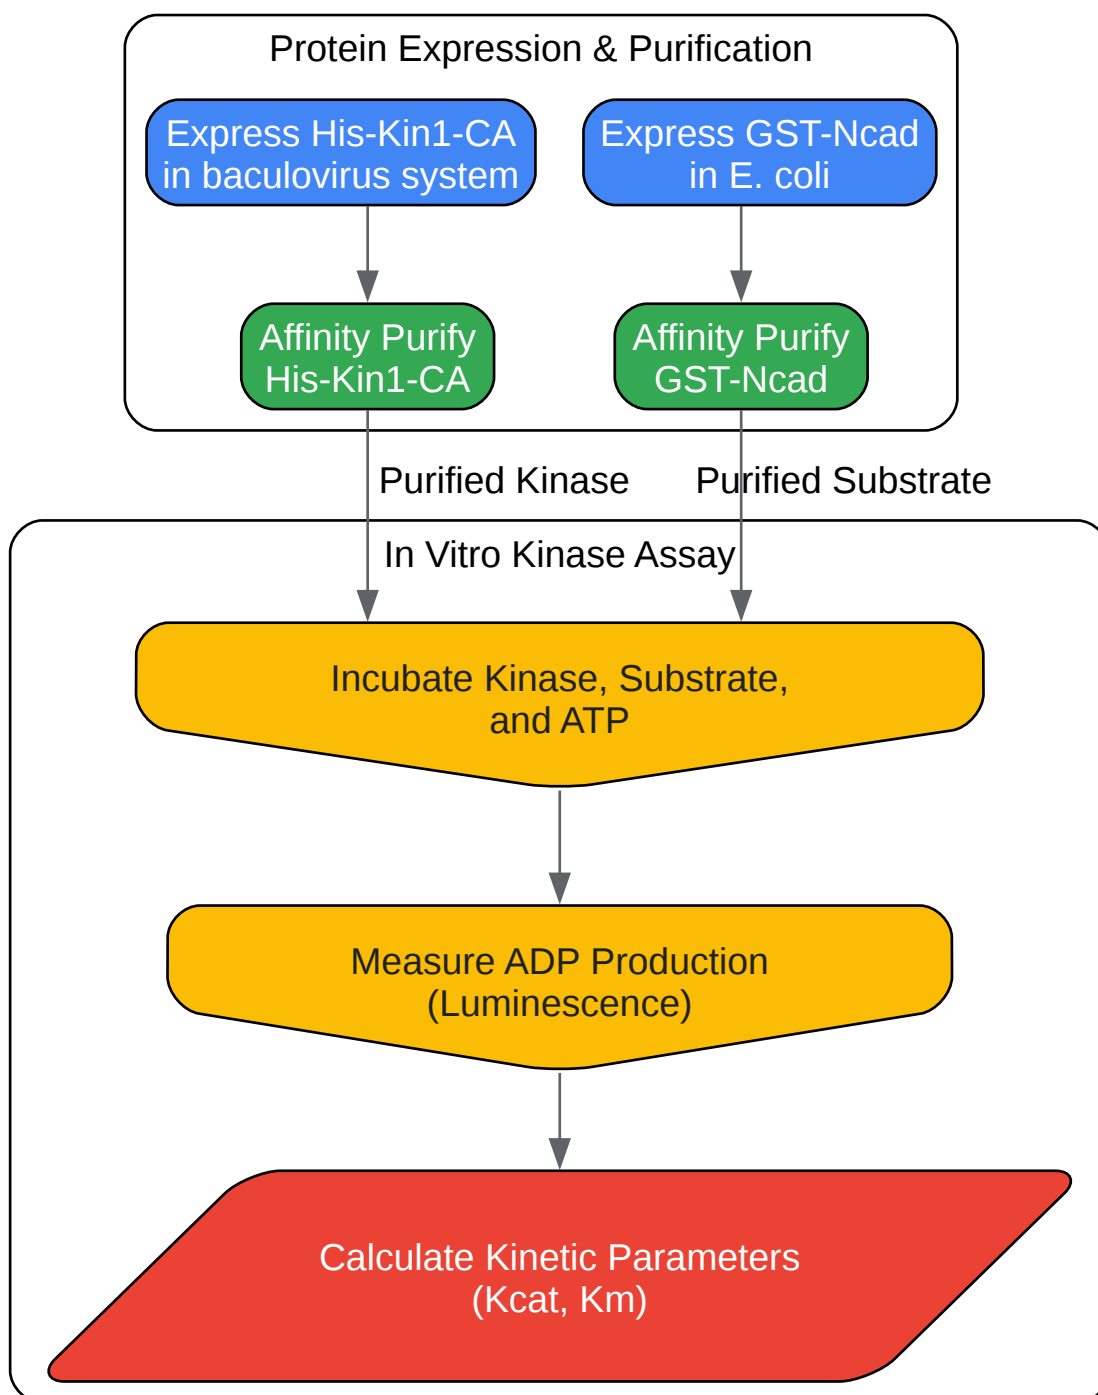 Protein Expression & Purification
Express His-Kin1-CA
in baculovirus system
Express GST-Ncad
in E. coli
Affinity Purify
His-Kin1-CA
Affinity Purify
GST-Ncad
Purified Kinase
Purified Substrate
In Vitro Kinase Assay
Incubate Kinase, Substrate,
and ATP
Measure ADP Production
(Luminescence)
Calculate Kinetic Parameters
(Kcat, Km)